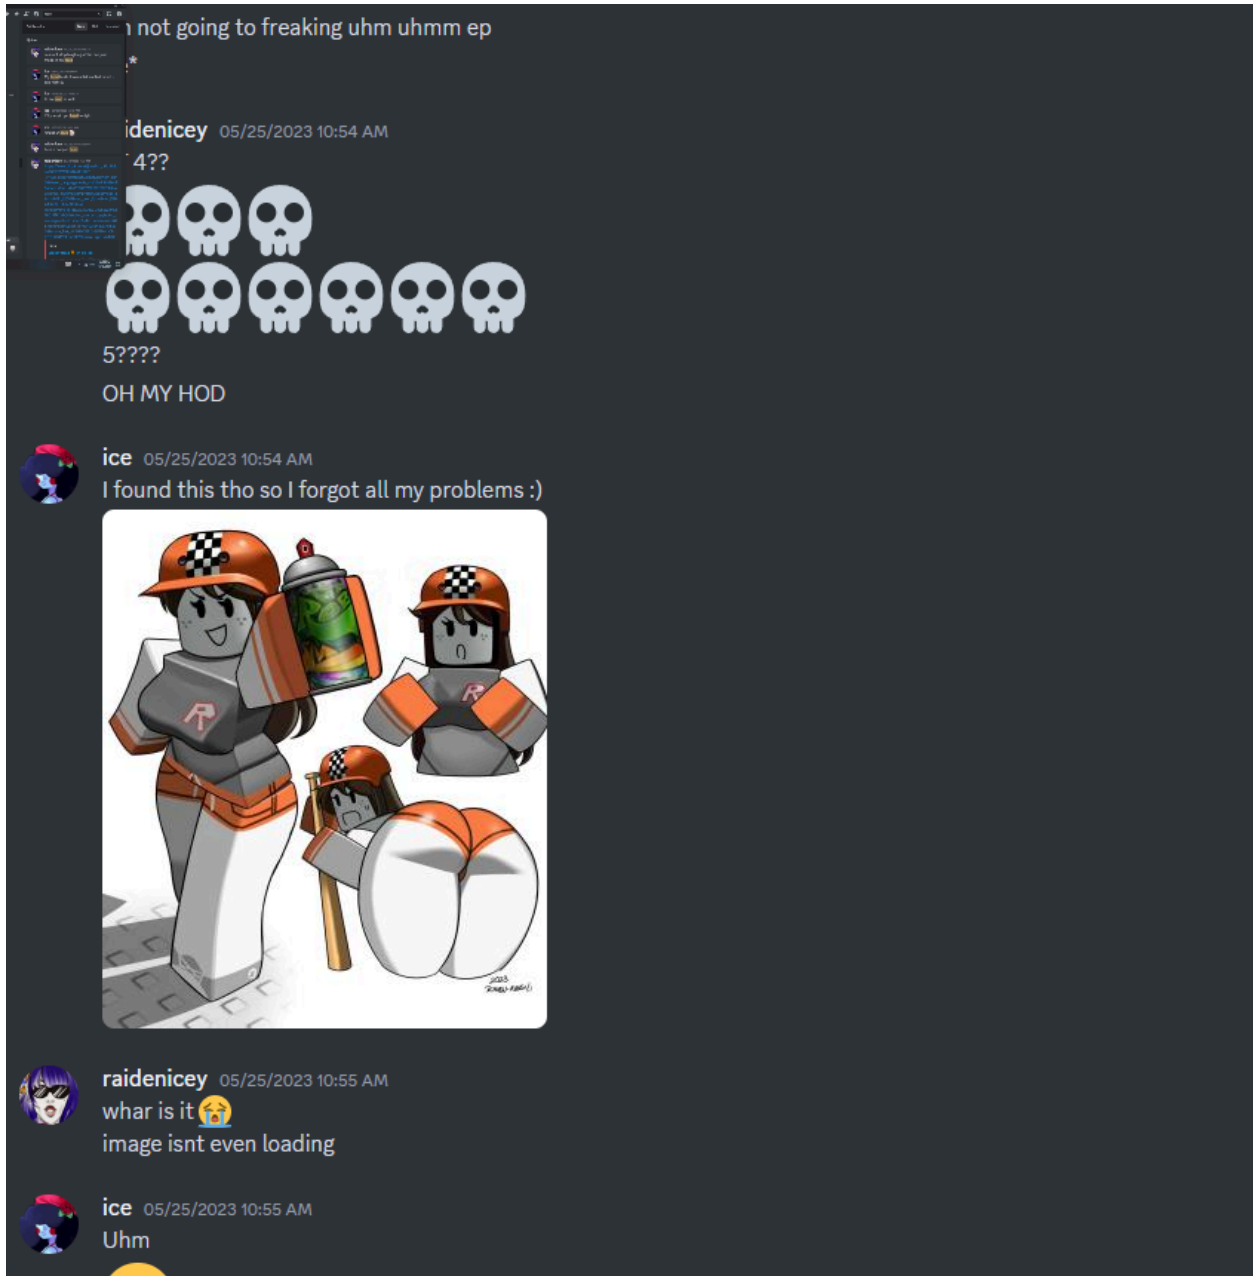 not going to freaking uhm uhmm ep
*
idenicey 05/25/2023 10:54 AM
4??
5????
OH MY HOD
ice 05/25/2023 10:54 AM
I found this tho so I forgot all my problems :)
R
R
2023
raidenicey 05/25/2023 10:55 AM
whar is it
image isnt even loading
ice 05/25/2023 10:55 AM
Uhm